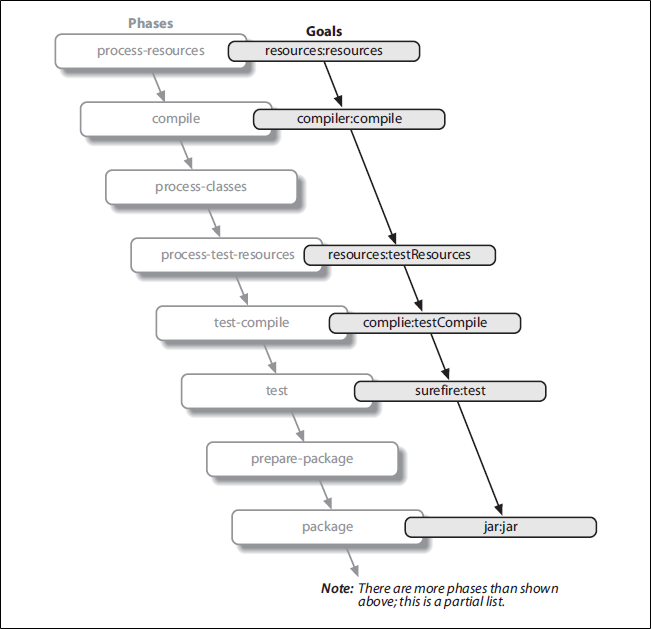 Phases
Goals
process-resources
resources:resources
compile
compiler:compile
process-classes
process-test-resources
resources:testResources
test-compile
complie:testCompile
test
surefire:test
prepare-package
package
jar:jar
Note: There are more phases than shown
above; this is a partial list.